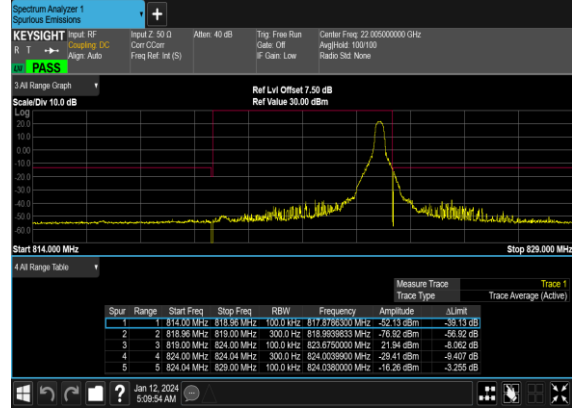 Spectrum Analyzer 1
Spurious Emissions
+
KEYSIGHT Input: RF Input Z: 50 Ω Atten: 40 dB Trig: Free Run Center Freq: 22.005000000 GHz
R T Coupling: DC Corr CCorr Gate: Off Avg|Hold: 100/100
Align: Auto Freq Ref: Int (S) IF Gain: Low Radio Std: None
PASS
3 All Range Graph
Ref Lvl Offset 7.50 dB
Scale/Div 10.0 dB Ref Value 30.00 dBm
Log
20.0
10.0
0.00
-10.0
-20.0
-30.0
-40.0
-50.0
-60.0
Start 814.000 MHz Stop 829.000 MHz
4 All Range Table
Measure Trace Trace 1
Trace Type Trace Average (Active)
Spur Range Start Freq Stop Freq RBW Frequency Amplitude ΔLimit
1 1 814.00 MHz 818.96 MHz 100.0 kHz 817.8786300 MHz -52.13 dBm -39.13 dB
2 2 818.96 MHz 819.00 MHz 300.0 Hz 818.9939833 MHz -76.92 dBm -56.92 dB
3 3 819.00 MHz 824.00 MHz 100.0 kHz 823.6750000 MHz 21.94 dBm -8.062 dB
4 4 824.00 MHz 824.04 MHz 300.0 Hz 824.0039900 MHz -29.41 dBm -9.407 dB
5 5 824.04 MHz 829.00 MHz 100.0 kHz 824.0380000 MHz -16.26 dBm -3.255 dB
?
Jan 12, 2024
5:09:54 AM